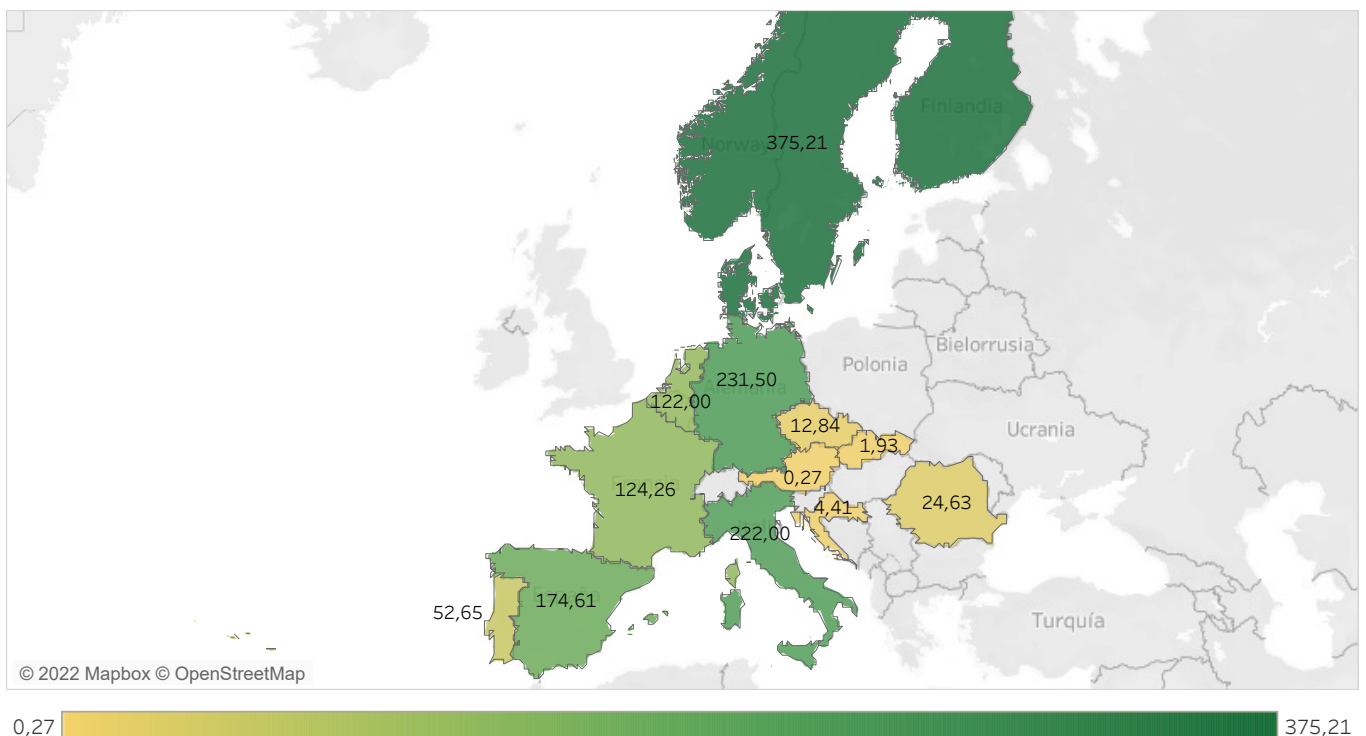 Finlandia
Norway
375,21
Bielorrusia
Polonia
231,50
Alemania
122,00
Ucrania
12,84
1,93
0,27
124,26
24,63
4,41
222,00
174,61
52,65
Turquía
© 2022 Mapbox © OpenStreetMap
0,27
375,21